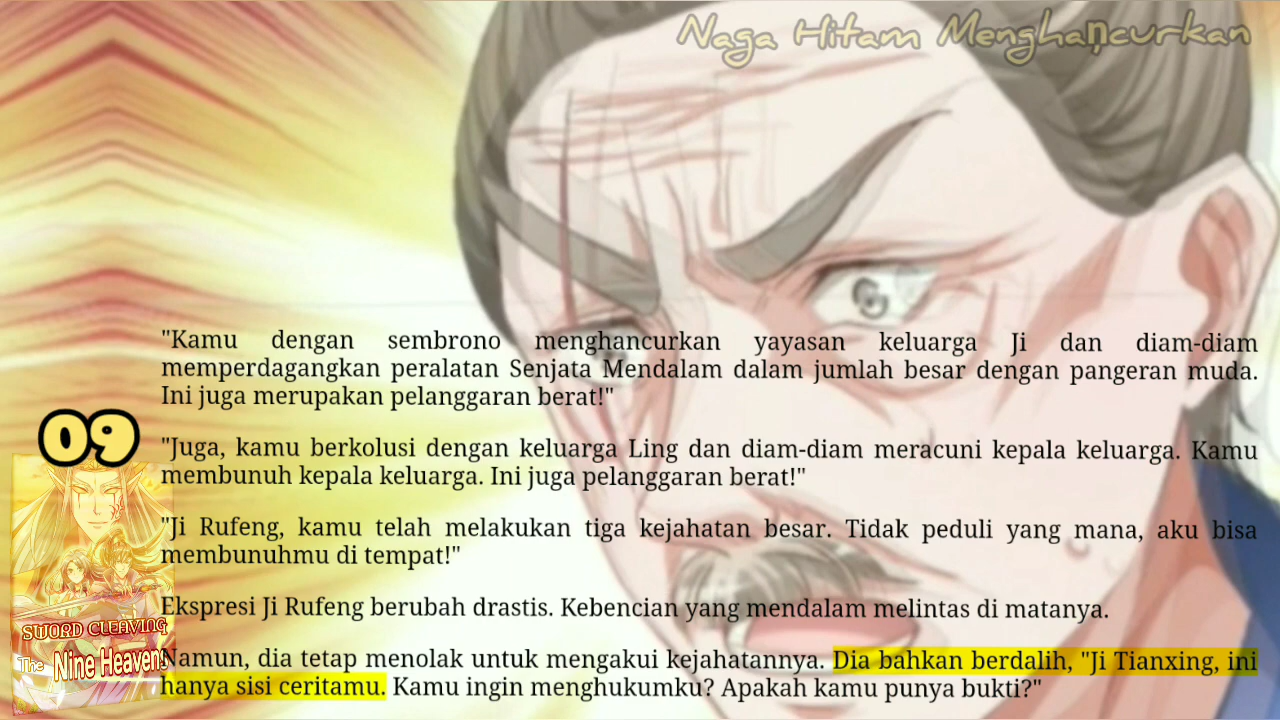 Naga Hitam Menghancurkan
"Kamu dengan sembrono menghancurkan yayasan keluarga Ji dan diam-diam
memperdagangkan peralatan Senjata Mendalam dalam jumlah besar dengan pangeran muda.
Ini juga merupakan pelanggaran berat!"
09
"Juga, kamu berkolusi dengan keluarga Ling dan diam-diam meracuni kepala keluarga. Kamu
membunuh kepala keluarga. Ini juga pelanggaran berat!"
"Ji Rufeng, kamu telah melakukan tiga kejahatan besar. Tidak peduli yang mana, aku bisa
membunuhmu di tempat!"
Ekspresi Ji Rufeng berubah drastis. Kebencian yang mendalam melintas di matanya.
SWORD CLEAVING
The Nine Heavens
Namun, dia tetap menolak untuk mengakui kejahatannya. Dia bahkan berdalih, "Ji Tianxing, ini
hanya sisi ceritamu. Kamu ingin menghukumku? Apakah kamu punya bukti?"